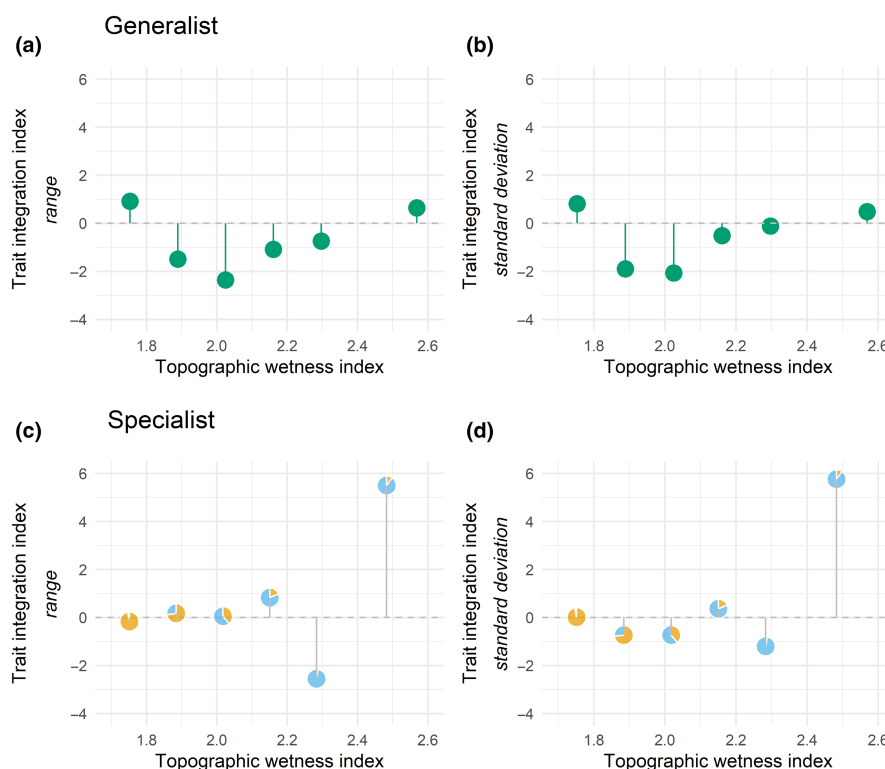 Generalist
(a)
(b)
Trait integration index
range
6
4
2
0
−2
−4
1.8
2.0
2.2
2.4
2.6
Topographic wetness index
Trait integration index
standard deviation
6
4
2
0
−2
−4
1.8
2.0
2.2
2.4
2.6
Topographic wetness index
Specialist
(c)
(d)
Trait integration index
range
6
4
2
0
−2
−4
1.8
2.0
2.2
2.4
2.6
Topographic wetness index
Trait integration index
standard deviation
6
4
2
0
−2
−4
1.8
2.0
2.2
2.4
2.6
Topographic wetness index